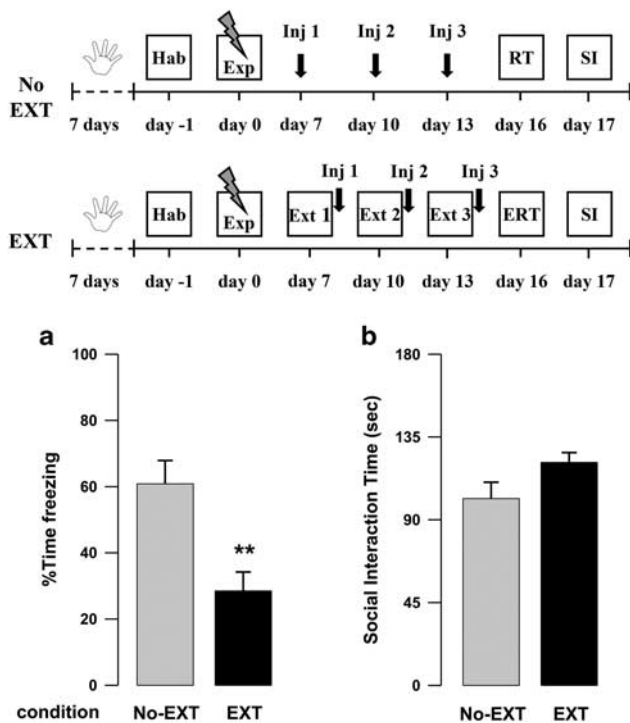 Inj 1 Inj 2 Inj 3
Hab Exp RT SI
No
EXT
7 days day -1 day 0 day 7 day 10 day 13 day 16 day 17
Inj 1 Inj 2 Inj 3
Hab Exp Ext 1 Ext 2 Ext 3 ERT SI
EXT
7 days day -1 day 0 day 7 day 10 day 13 day 16 day 17
a
%Time freezing
100
80
60
40
20
0
**
condition No-EXT EXT
b
Social Interaction Time (sec)
180
135
90
45
0
No-EXT EXT